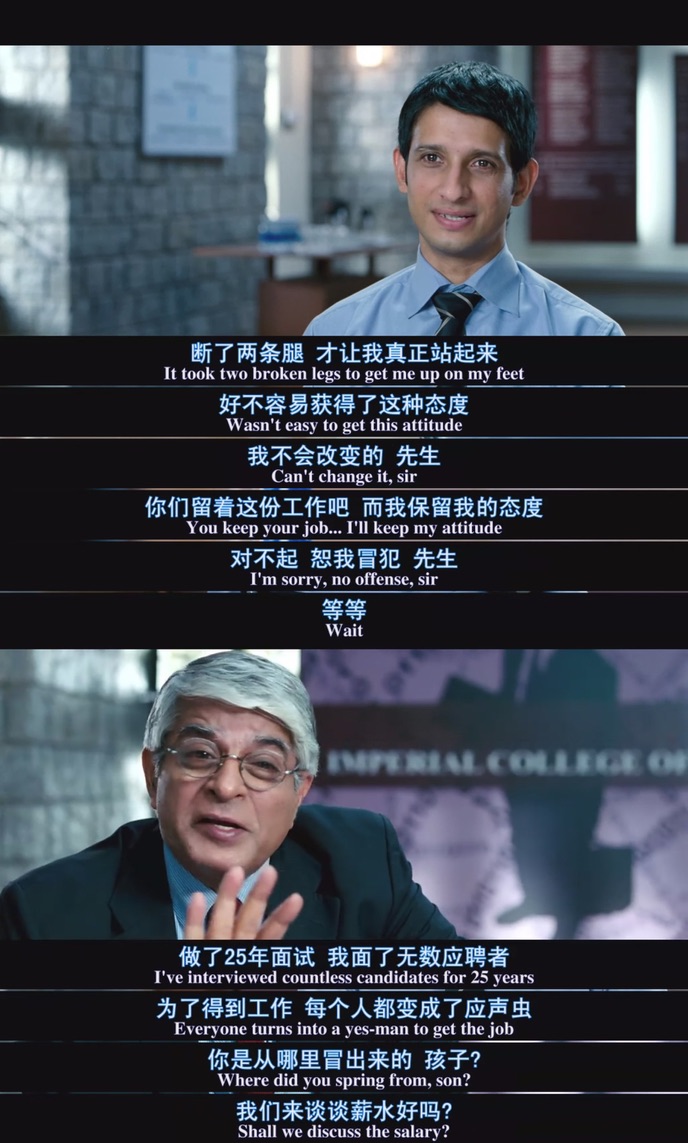 断了两条腿 才让我真正站起来
It took two broken legs to get me up on my feet
好不容易获得了这种态度
Wasn't easy to get this attitude
我不会改变的 先生
Can't change it, sir
你们留着这份工作吧 而我保留我的态度
You keep your job... I'll keep my attitude
对不起 恕我冒犯 先生
I'm sorry, no offense, sir
等等
Wait
IMPERIAL COLLEGE OF
做了25年面试 我面了无数应聘者
I've interviewed countless candidates for 25 years
为了得到工作 每个人都变成了应声虫
Everyone turns into a yes-man to get the job
你是从哪里冒出来的 孩子?
Where did you spring from, son?
我们来谈谈薪水好吗?
Shall we discuss the salary?